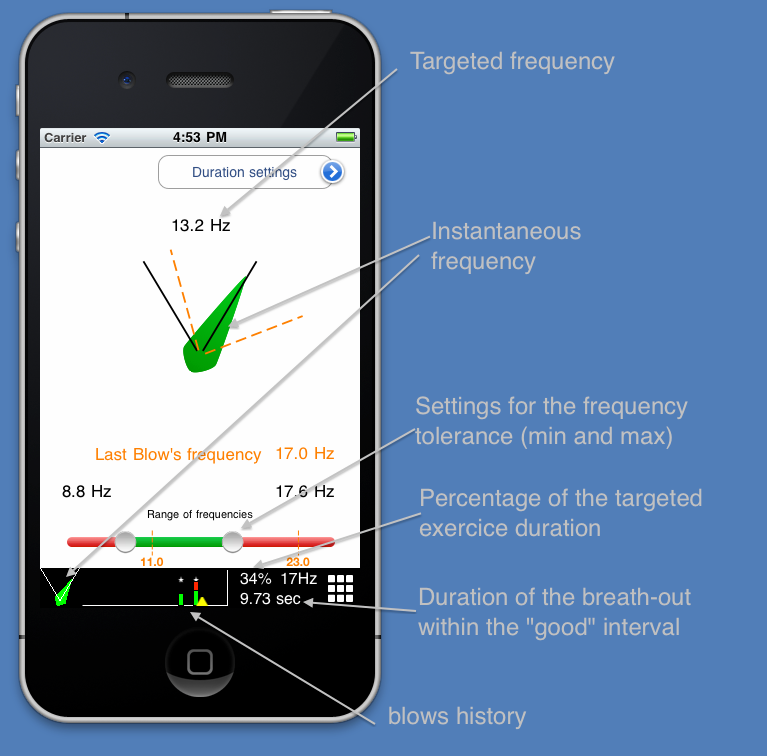 Targeted frequency
Carrier 4:53 PM
Duration settings
13.2 Hz
Instantaneous
frequency
Settings for the frequency
tolerance (min and max)
Last Blow's frequency 17.0 Hz
8.8 Hz 17.6 Hz
Range of frequencies
11.0 23.0
Percentage of the targeted
exercice duration
34% 17Hz
9.73 sec
Duration of the breath-out
within the "good" interval
blows history